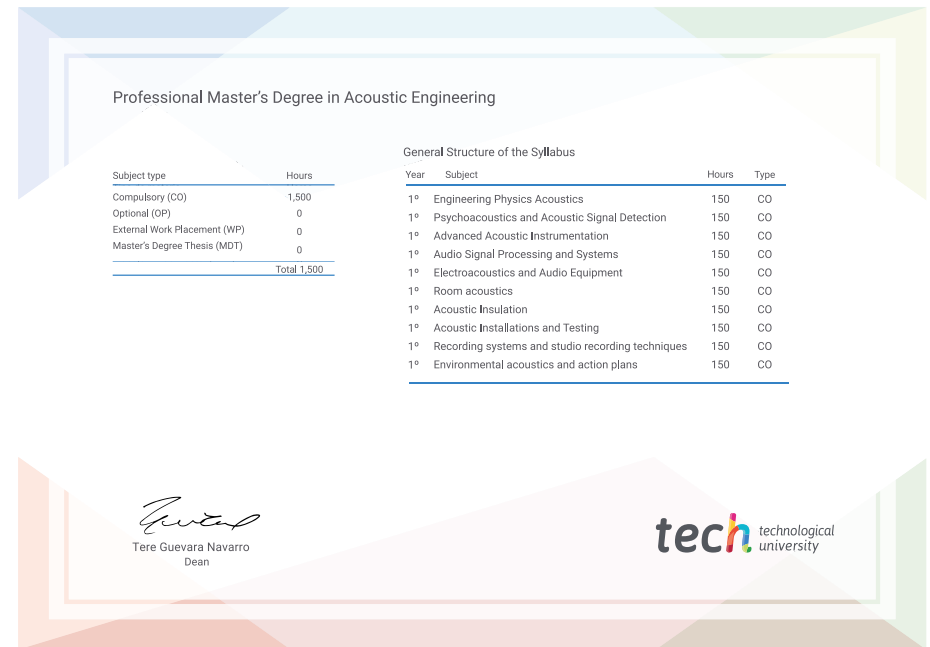 Professional Master's Degree in Acoustic Engineering
Subject type Hours
Compulsory (CO) 1,500
Optional (OP) 0
External Work Placement (WP) 0
Master's Degree Thesis (MDT) 0
Total 1,500
General Structure of the Syllabus
Year Subject Hours Type
1º Engineering Physics Acoustics 150 CO
1º Psychoacoustics and Acoustic Signal Detection 150 CO
1º Advanced Acoustic Instrumentation 150 CO
1º Audio Signal Processing and Systems 150 CO
1º Electroacoustics and Audio Equipment 150 CO
1º Room acoustics 150 CO
1º Acoustic Insulation 150 CO
1º Acoustic Installations and Testing 150 CO
1º Recording systems and studio recording techniques 150 CO
1º Environmental acoustics and action plans 150 CO
Tere Guevara Navarro
Dean
tech technological
university